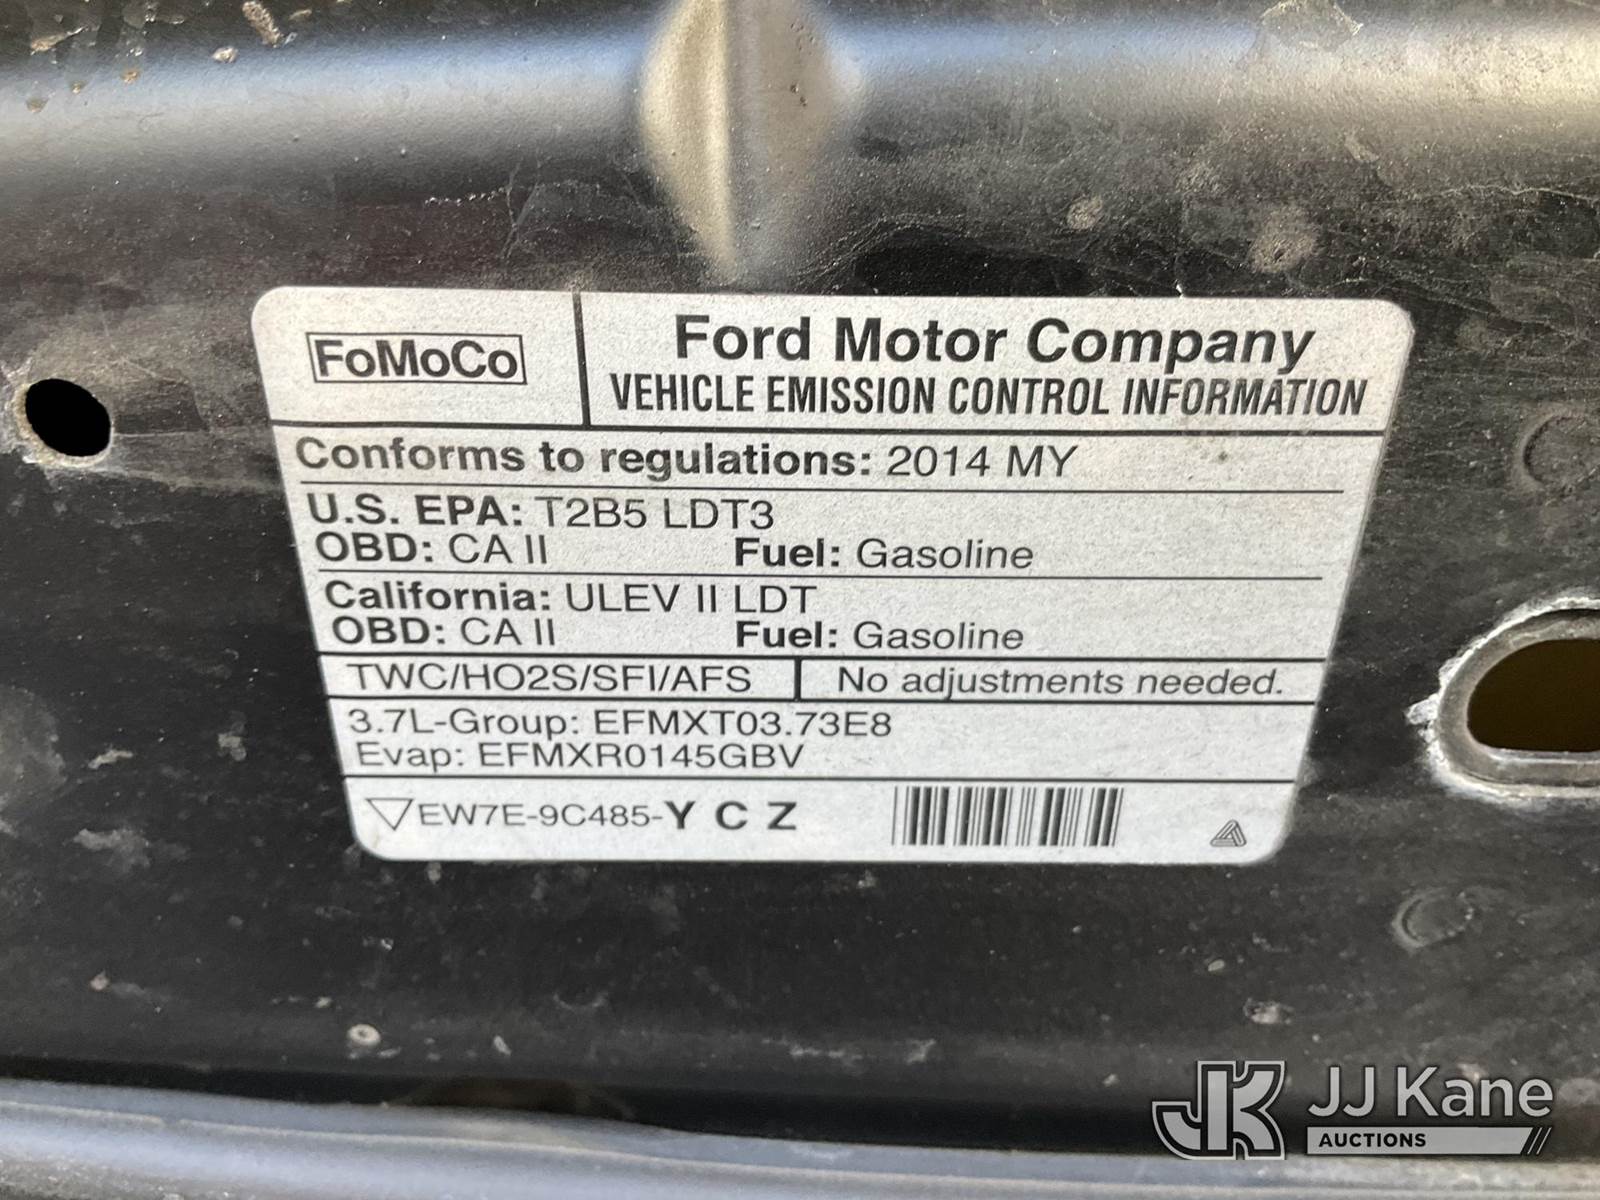 FoMoCo
Ford Motor Company
VEHICLE EMISSION CONTROL INFORMATION
Conforms to regulations: 2014 MY
U.S. EPA: T2B5 LDT3
OBD: CA II Fuel: Gasoline
California: ULEV II LDT
OBD: CA II Fuel: Gasoline
TWC/HO2S/SFI/AFS No adjustments needed.
3.7L-Group: EFMXT03.73E8
Evap: EFMXR0145GBV
EW7E-9C485-Y C Z
JK JJ Kane
AUCTIONS